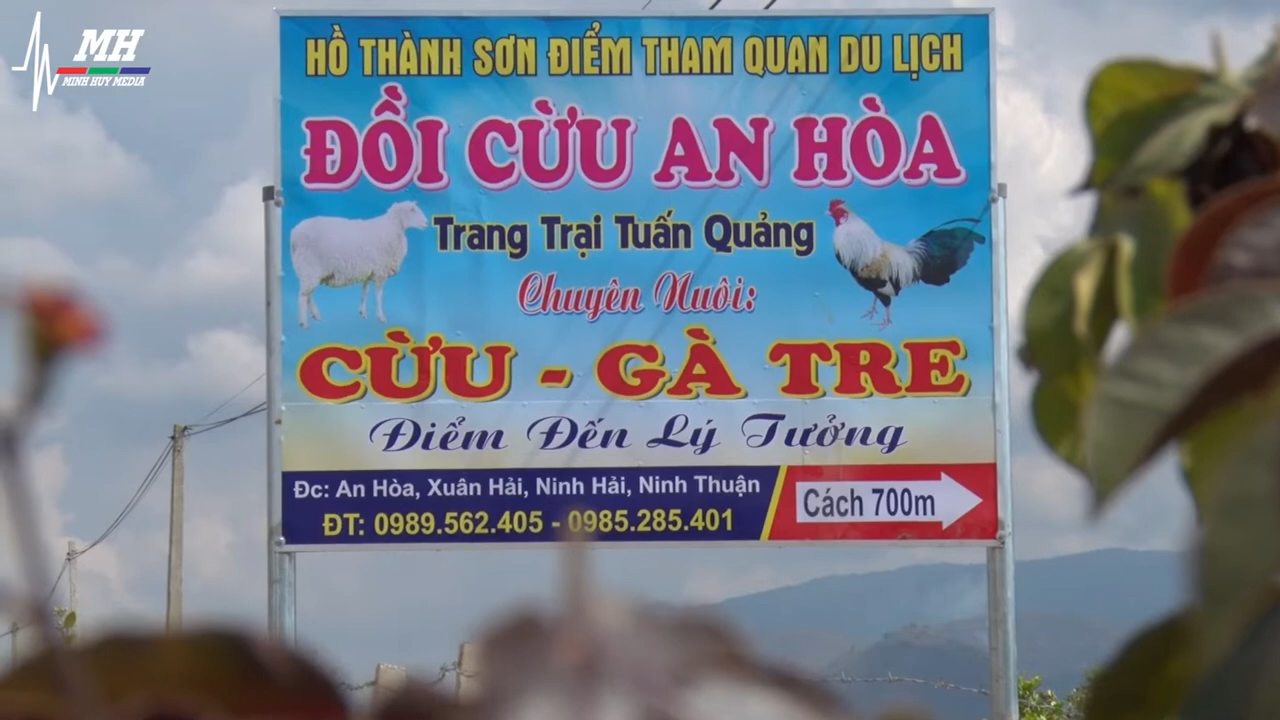 MH
MINH HUY MEDIA
HỒ THÀNH SƠN ĐIỂM THAM QUAN DU LỊCH
ĐỒI CỪU AN HÒA
Trang Trại Tuấn Quảng
Chuyên Nuôi:
CỪU - GÀ TRE
Điểm Đến Lý Tưởng
Đc: An Hòa, Xuân Hải, Ninh Hải, Ninh Thuận
ĐT: 0989.562.405 - 0985.285.401
Cách 700m